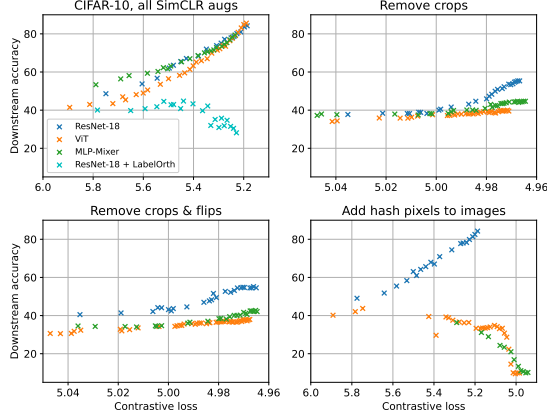 CIFAR-10, all SimCLR augs
Remove crops
Downstream accuracy
80
60
40
20
ResNet-18
ViT
MLP-Mixer
ResNet-18 + LabelOrth
6.0 5.8 5.6 5.4 5.2
80
60
40
20
5.04 5.02 5.00 4.98 4.96
Remove crops & flips
Add hash pixels to images
Downstream accuracy
80
60
40
20
5.04 5.02 5.00 4.98 4.96
Contrastive loss
80
60
40
20
6.0 5.8 5.6 5.4 5.2 5.0
Contrastive loss